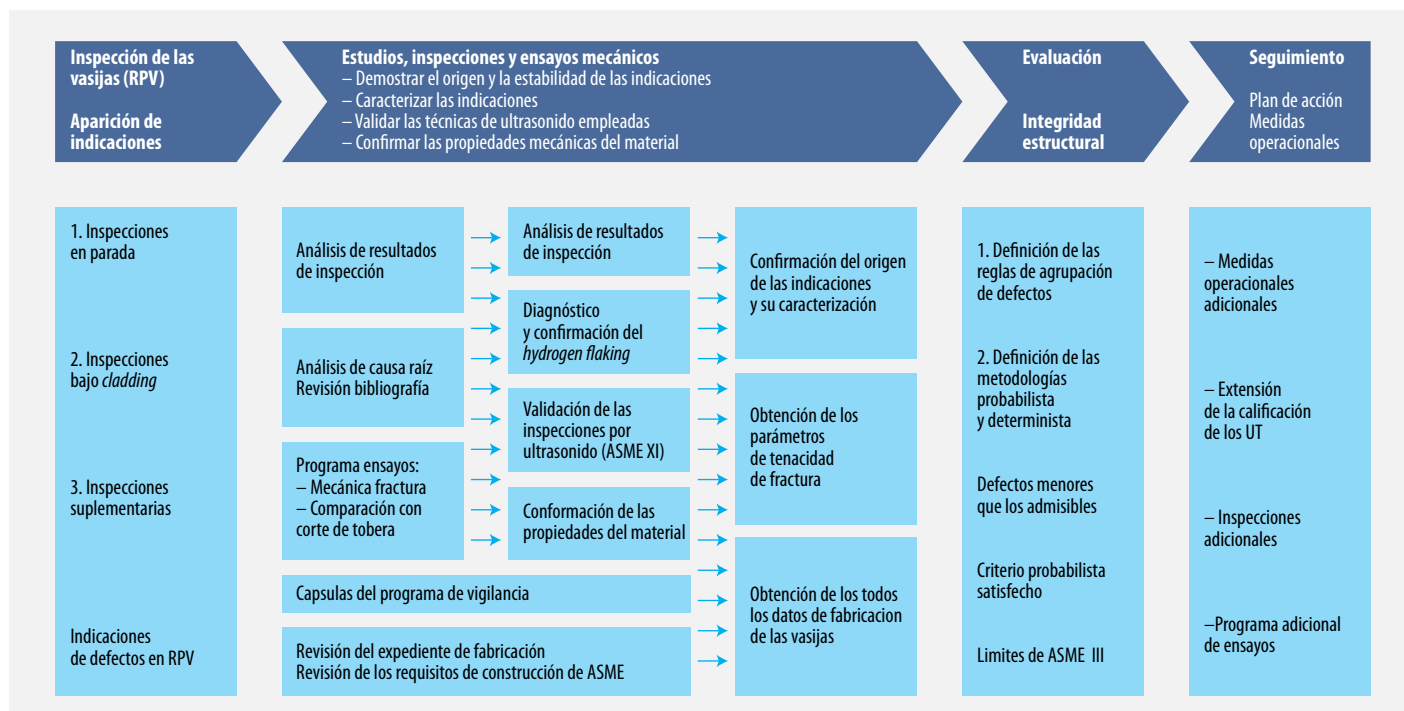 Inspección de las
vasijas (RPV)
Aparición de
indicaciones
Estudios, inspecciones y ensayos mecánicos
– Demostrar el origen y la estabilidad de las indicaciones
– Caracterizar las indicaciones
– Validar las técnicas de ultrasonido empleadas
– Confirmar las propiedades mecánicas del material
Evaluación
Integridad
estructural
Seguimiento
Plan de acción
Medidas
operacionales
1. Inspecciones
en parada
2. Inspecciones
bajo cladding
3. Inspecciones
suplementarias
Indicaciones
de defectos en RPV
Análisis de resultados
de inspección
Análisis de causa raíz
Revisión bibliografía
Programa ensayos:
– Mecánica fractura
– Comparación con
corte de tobera
Análisis de resultados
de inspección
Diagnóstico
y confirmación del
hydrogen flaking
Validación de las
inspecciones por
ultrasonido (ASME XI)
Conformación de las
propiedades del material
Capsulas del programa de vigilancia
Revisión del expediente de fabricación
Revisión de los requisitos de construcción de ASME
Confirmación del origen
de las indicaciones
y su caracterización
Obtención de los
parámetros
de tenacidad
de fractura
Obtención de los todos
los datos de fabricacion
de las vasijas
1. Definición de las
reglas de agrupación
de defectos
2. Definición de las
metodologías
probabilista
y determinista
Defectos menores
que los admisibles
Criterio probabilista
satisfecho
Limites de ASME III
– Medidas
operacionales
adicionales
– Extensión
de la calificación
de los UT
– Inspecciones
adicionales
–Programa adicional
de ensayos